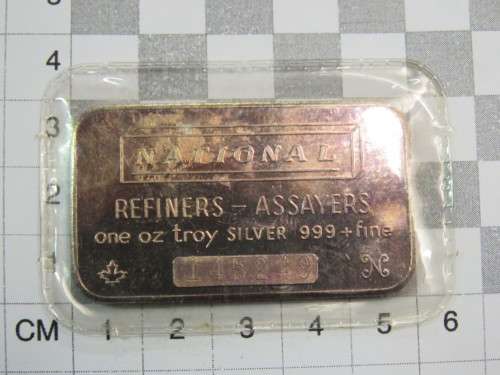 NATIONAL
REFINERS - ASSAYERS
one oz troy SILVER 999 + fine
N
3
2
1
CM 1 2 3 4 5 6